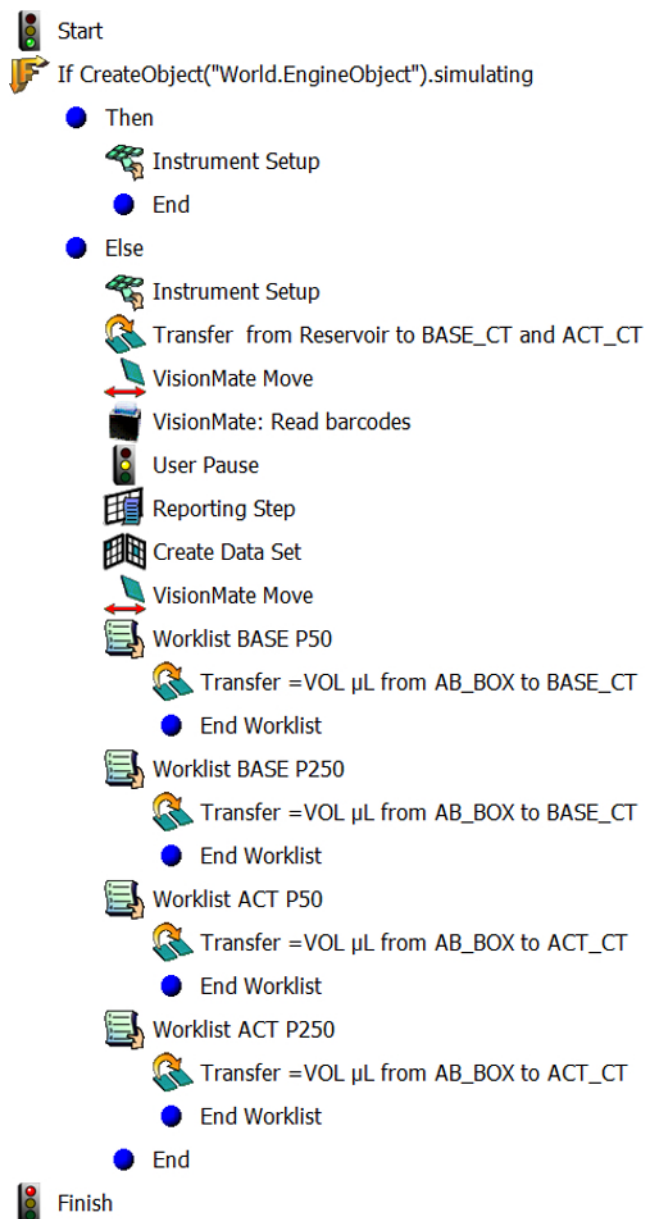 Start
If CreateObject("World.EngineObject").simulating
Then
Instrument Setup
End
Else
Instrument Setup
Transfer from Reservoir to BASE_CT and ACT_CT
VisionMate Move
VisionMate: Read barcodes
User Pause
Reporting Step
Create Data Set
VisionMate Move
Worklist BASE P50
Transfer =VOL µL from AB_BOX to BASE_CT
End Worklist
Worklist BASE P250
Transfer =VOL µL from AB_BOX to BASE_CT
End Worklist
Worklist ACT P50
Transfer =VOL µL from AB_BOX to ACT_CT
End Worklist
Worklist ACT P250
Transfer =VOL µL from AB_BOX to ACT_CT
End Worklist
End
Finish